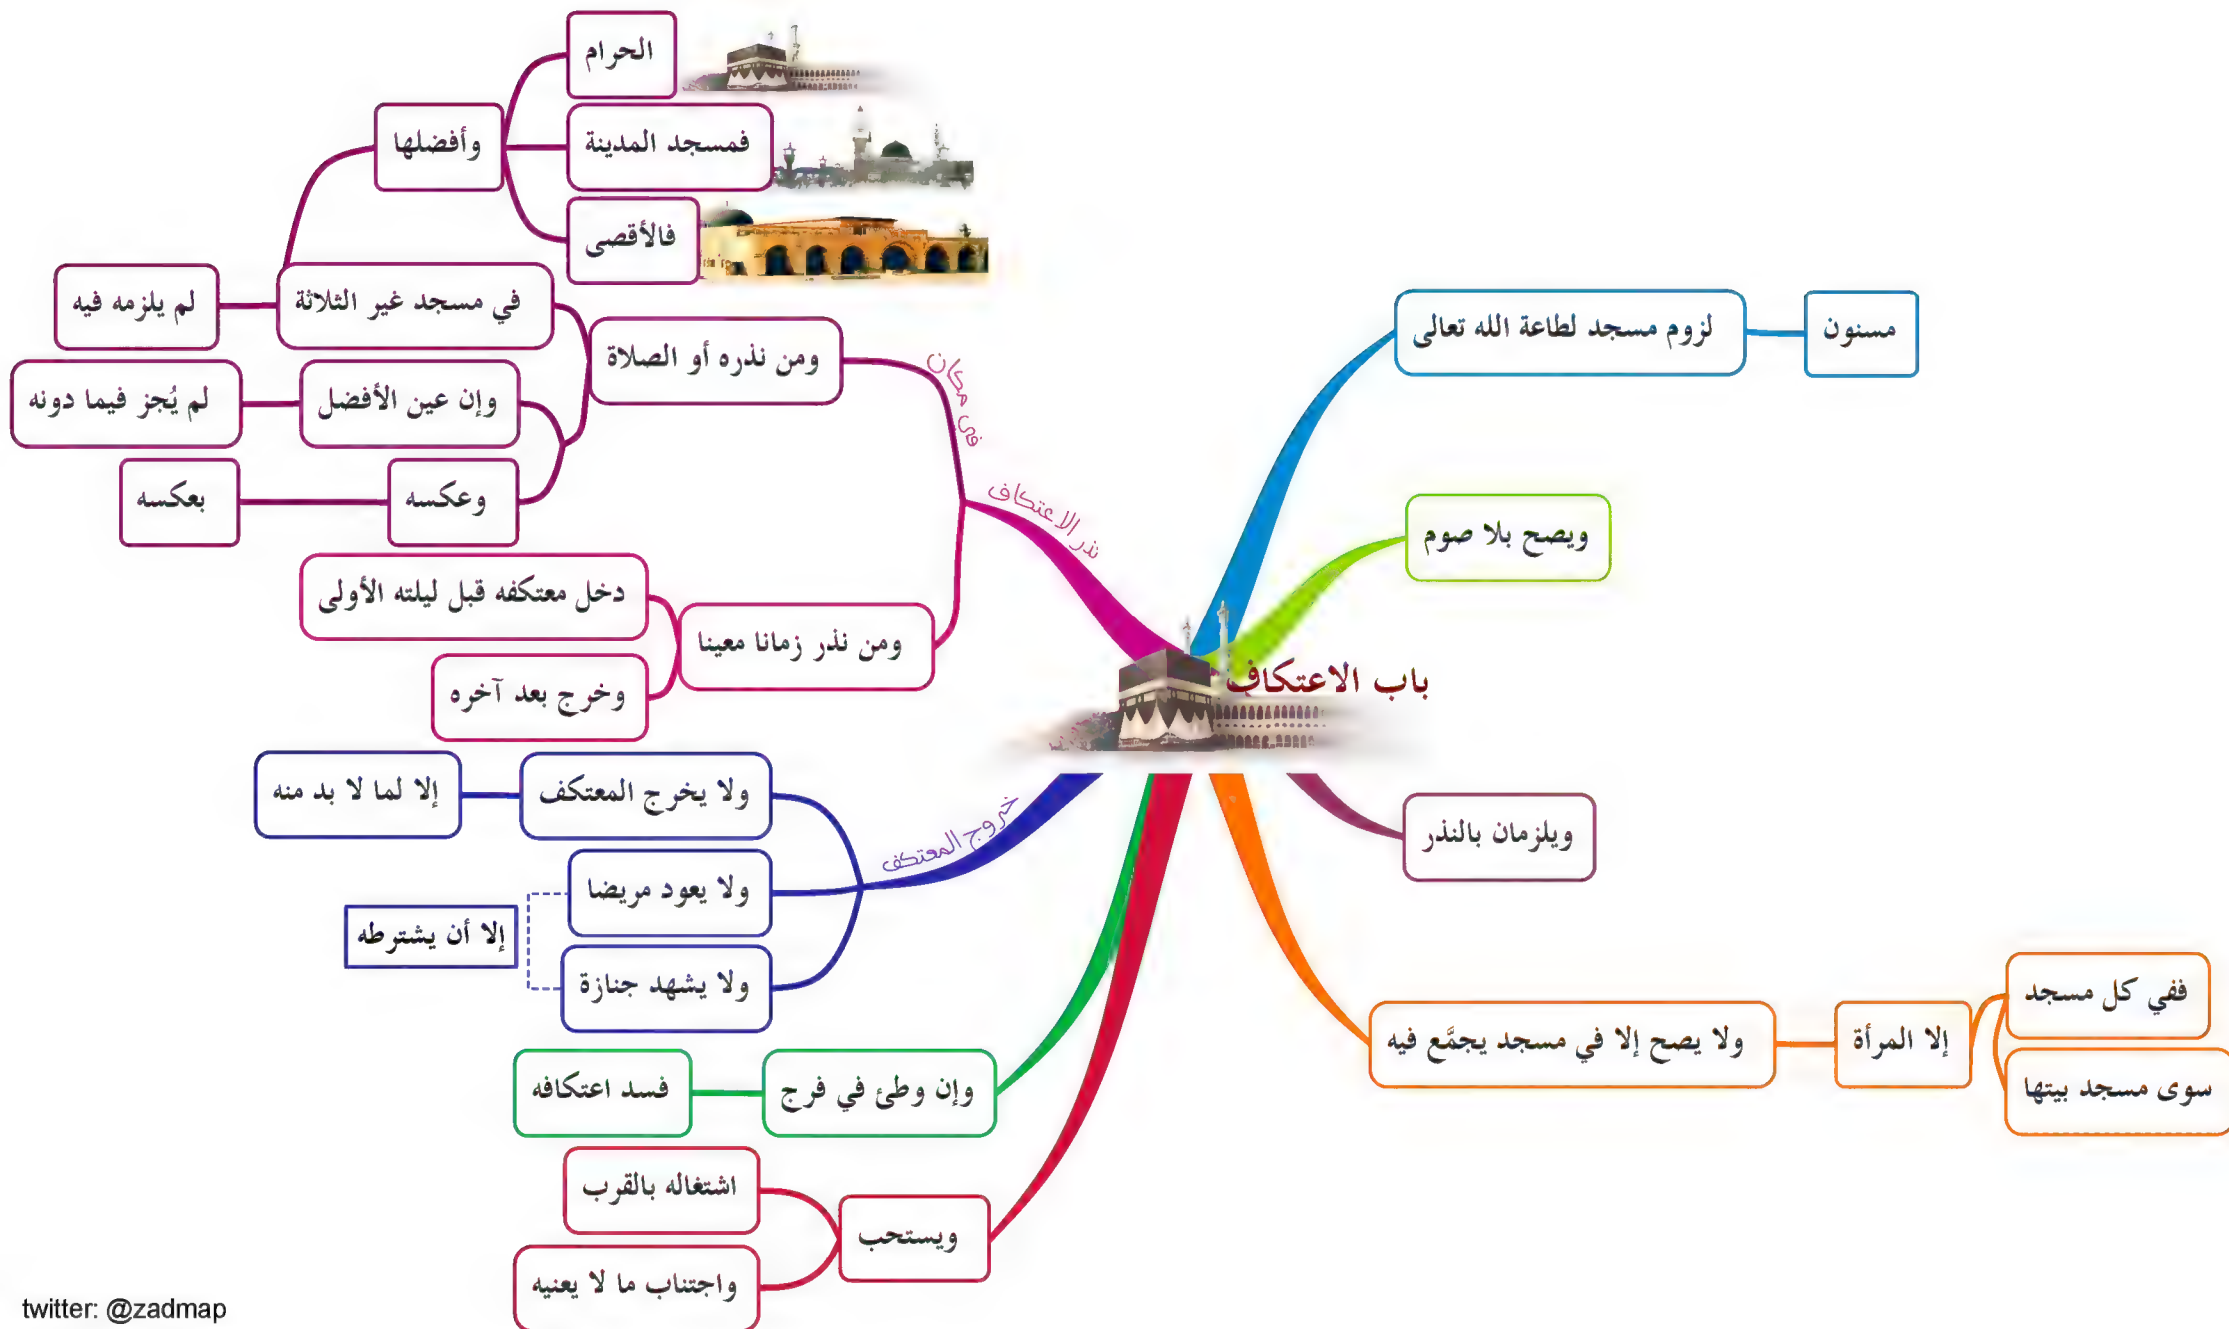 باب الاعتكاف
لزوم مسجد لطاعة الله تعالى
مسنون
ويصح بلا صوم
ويلزمان بالنذر
ولا يصح إلا في مسجد يجمَّع فيه
إلا المرأة
ففي كل مسجد
سوى مسجد بيتها
نذر الاعتكاف
في مكان
ومن نذره أو الصلاة
في مسجد غير الثلاثة
لم يلزمه فيه
وأفضلها
الحرام
فمسجد المدينة
فالأقصى
وإن عين الأفضل
لم يُجز فيما دونه
وعكسه
بعكسه
ومن نذر زمانا معينا
دخل معتكفه قبل ليلته الأولى
وخرج بعد آخره
خروج المعتكف
ولا يخرج المعتكف
إلا لما لا بد منه
ولا يعود مريضا
ولا يشهد جنازة
إلا أن يشترطه
وإن وطئ في فرج
فسد اعتكافه
ويستحب
اشتغاله بالقرب
واجتناب ما لا يعنيه
twitter: @zadmap